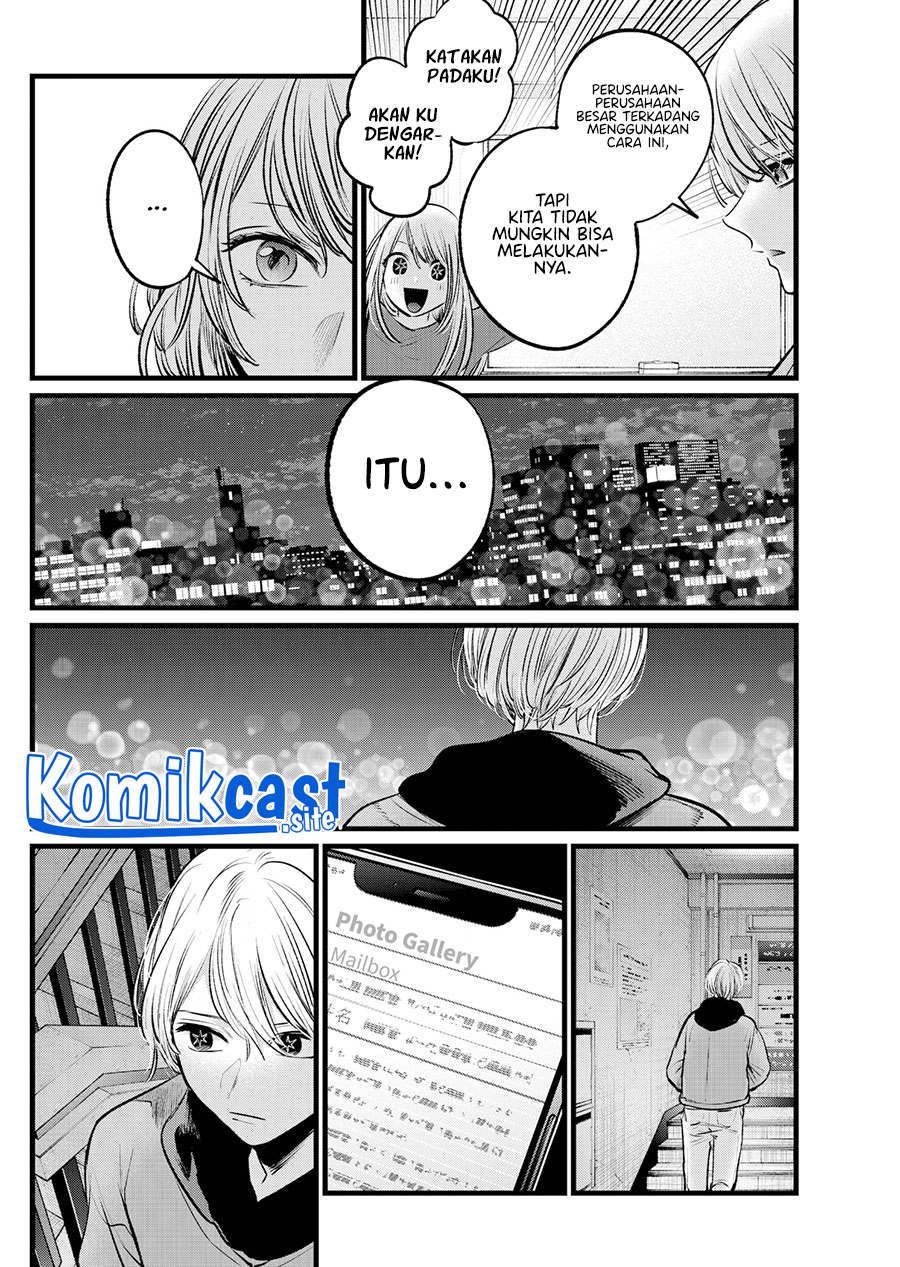 PERUSAHAAN-
PERUSAHAAN
BESAR TERKADANG
MENGGUNAKAN
CARA INI,
TAPI
KITA TIDAK
MUNGKIN BISA
MELAKUKAN-
NYA.
KATAKAN
PADAKU!
AKAN KU
DENGAR-
KAN!
...
ITU...
Komikcast
.site
Photo Gallery
Mailbox
名